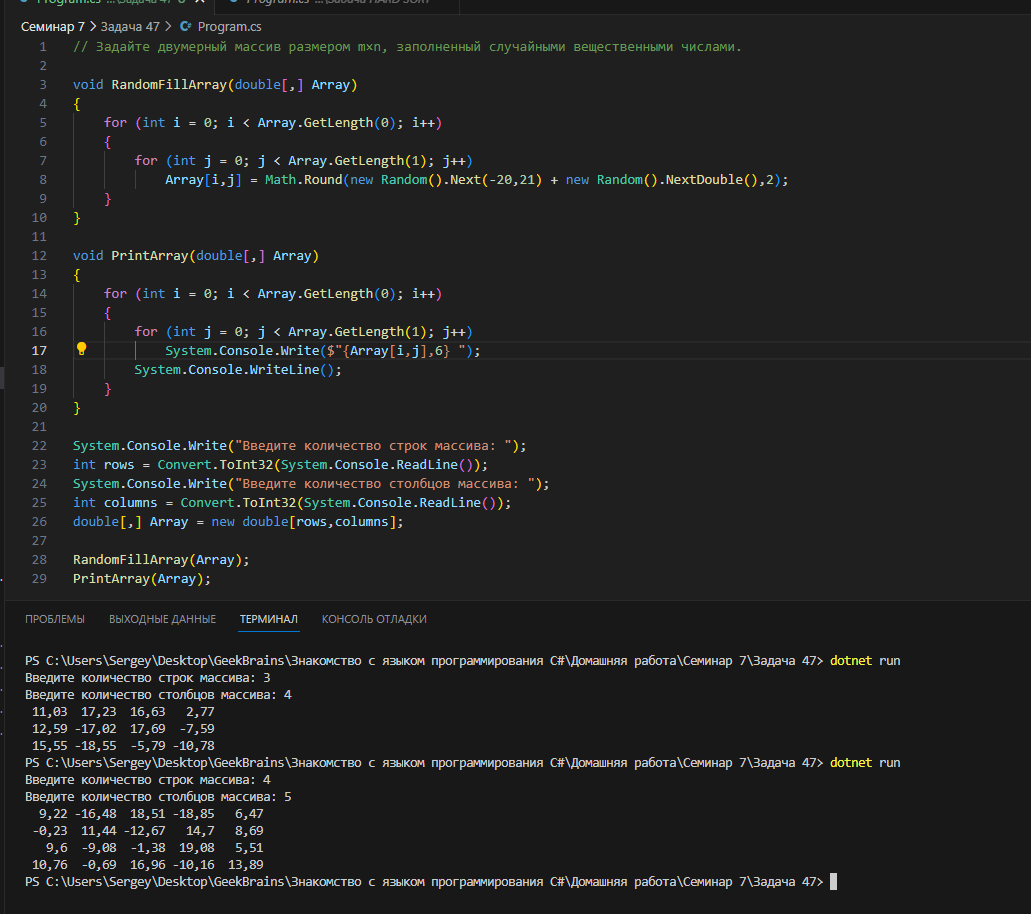 Program.cs ...\Задача 47
Program.cs ...\Задача HARD SORT
Семинар 7 > Задача 47 > Program.cs
1 // Задайте двумерный массив размером m×n, заполненный случайными вещественными числами.
2
3 void RandomFillArray(double[,] Array)
4 {
5 for (int i = 0; i < Array.GetLength(0); i++)
6 {
7 for (int j = 0; j < Array.GetLength(1); j++)
8 Array[i,j] = Math.Round(new Random().Next(-20,21) + new Random().NextDouble(),2);
9 }
10 }
11
12 void PrintArray(double[,] Array)
13 {
14 for (int i = 0; i < Array.GetLength(0); i++)
15 {
16 for (int j = 0; j < Array.GetLength(1); j++)
17 System.Console.Write($"{Array[i,j],6} ");
18 System.Console.WriteLine();
19 }
20 }
21
22 System.Console.Write("Введите количество строк массива: ");
23 int rows = Convert.ToInt32(System.Console.ReadLine());
24 System.Console.Write("Введите количество столбцов массива: ");
25 int columns = Convert.ToInt32(System.Console.ReadLine());
26 double[,] Array = new double[rows,columns];
27
28 RandomFillArray(Array);
29 PrintArray(Array);
ПРОБЛЕМЫ ВЫХОДНЫЕ ДАННЫЕ ТЕРМИНАЛ КОНСОЛЬ ОТЛАДКИ
PS C:\Users\Sergey\Desktop\GeekBrains\Знакомство с языком программирования C#\Домашняя работа\Семинар 7\Задача 47> dotnet run
Введите количество строк массива: 3
Введите количество столбцов массива: 4
11,03 17,23 16,63 2,77
12,59 -17,02 17,69 -7,59
15,55 -18,55 -5,79 -10,78
PS C:\Users\Sergey\Desktop\GeekBrains\Знакомство с языком программирования C#\Домашняя работа\Семинар 7\Задача 47> dotnet run
Введите количество строк массива: 4
Введите количество столбцов массива: 5
9,22 -16,48 18,51 -18,85 6,47
-0,23 11,44 -12,67 14,7 8,69
9,6 -9,08 -1,38 19,08 5,51
10,76 -0,69 16,96 -10,16 13,89
PS C:\Users\Sergey\Desktop\GeekBrains\Знакомство с языком программирования C#\Домашняя работа\Семинар 7\Задача 47>